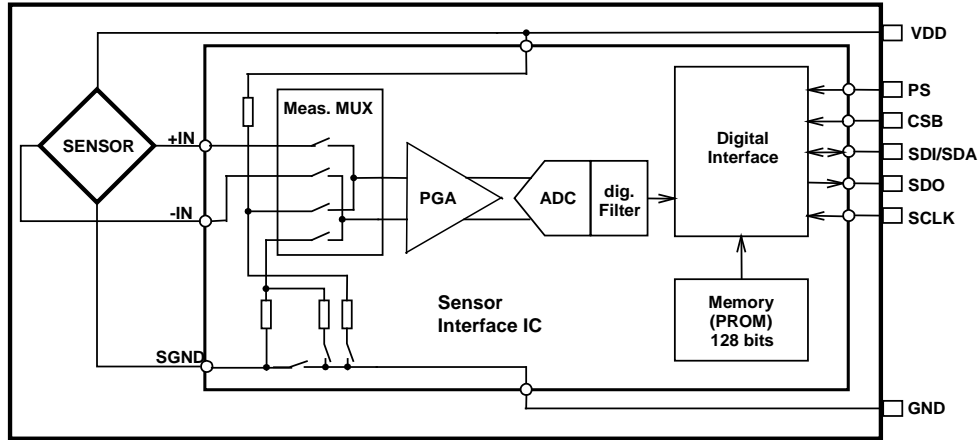 VDD
PS
Meas. MUX
CSB
+IN
SENSOR
Digital
Interface
SDI/SDA
PGA
ADC
dig.
Filter
SDO
-IN
SCLK
Sensor
Interface IC
Memory
(PROM)
128 bits
SGND
GND